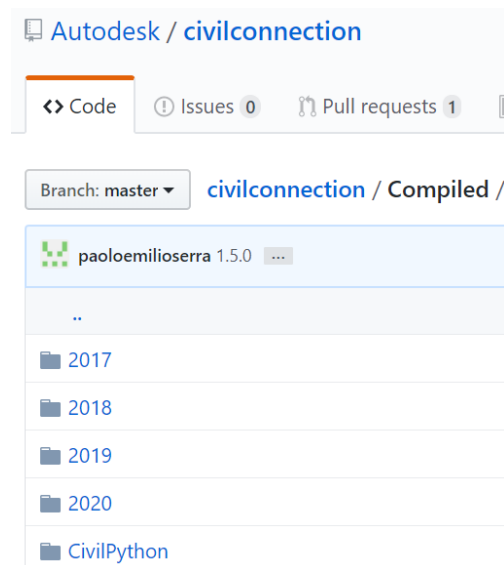 Autodesk / civilconnection
<> Code Issues 0 Pull requests 1
Branch: master civilconnection / Compiled /
paoloemilioserra 1.5.0 ...
..
2017
2018
2019
2020
CivilPython